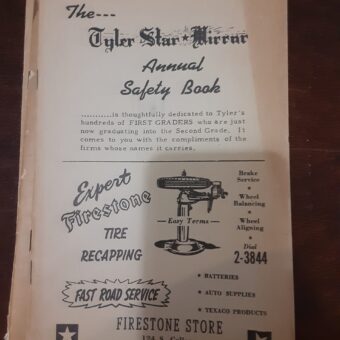 The---
Tyler Star★Mirror
Annual
Safety Book
...........is thoughtfully dedicated to Tyler's
hundreds of FIRST GRADERS who are just
now graduating into the Second Grade. It
comes to you with the compliments of the
firms whose names it carries.
Expert
Firestone
TIRE
RECAPPING
FAST ROAD SERVICE
Easy Terms
Brake
Service
★
Wheel
Balancing
★
Wheel
Aligning
★
Dial
2-3844
★ BATTERIES
★ AUTO SUPPLIES
★ TEXACO PRODUCTS
FIRESTONE STORE